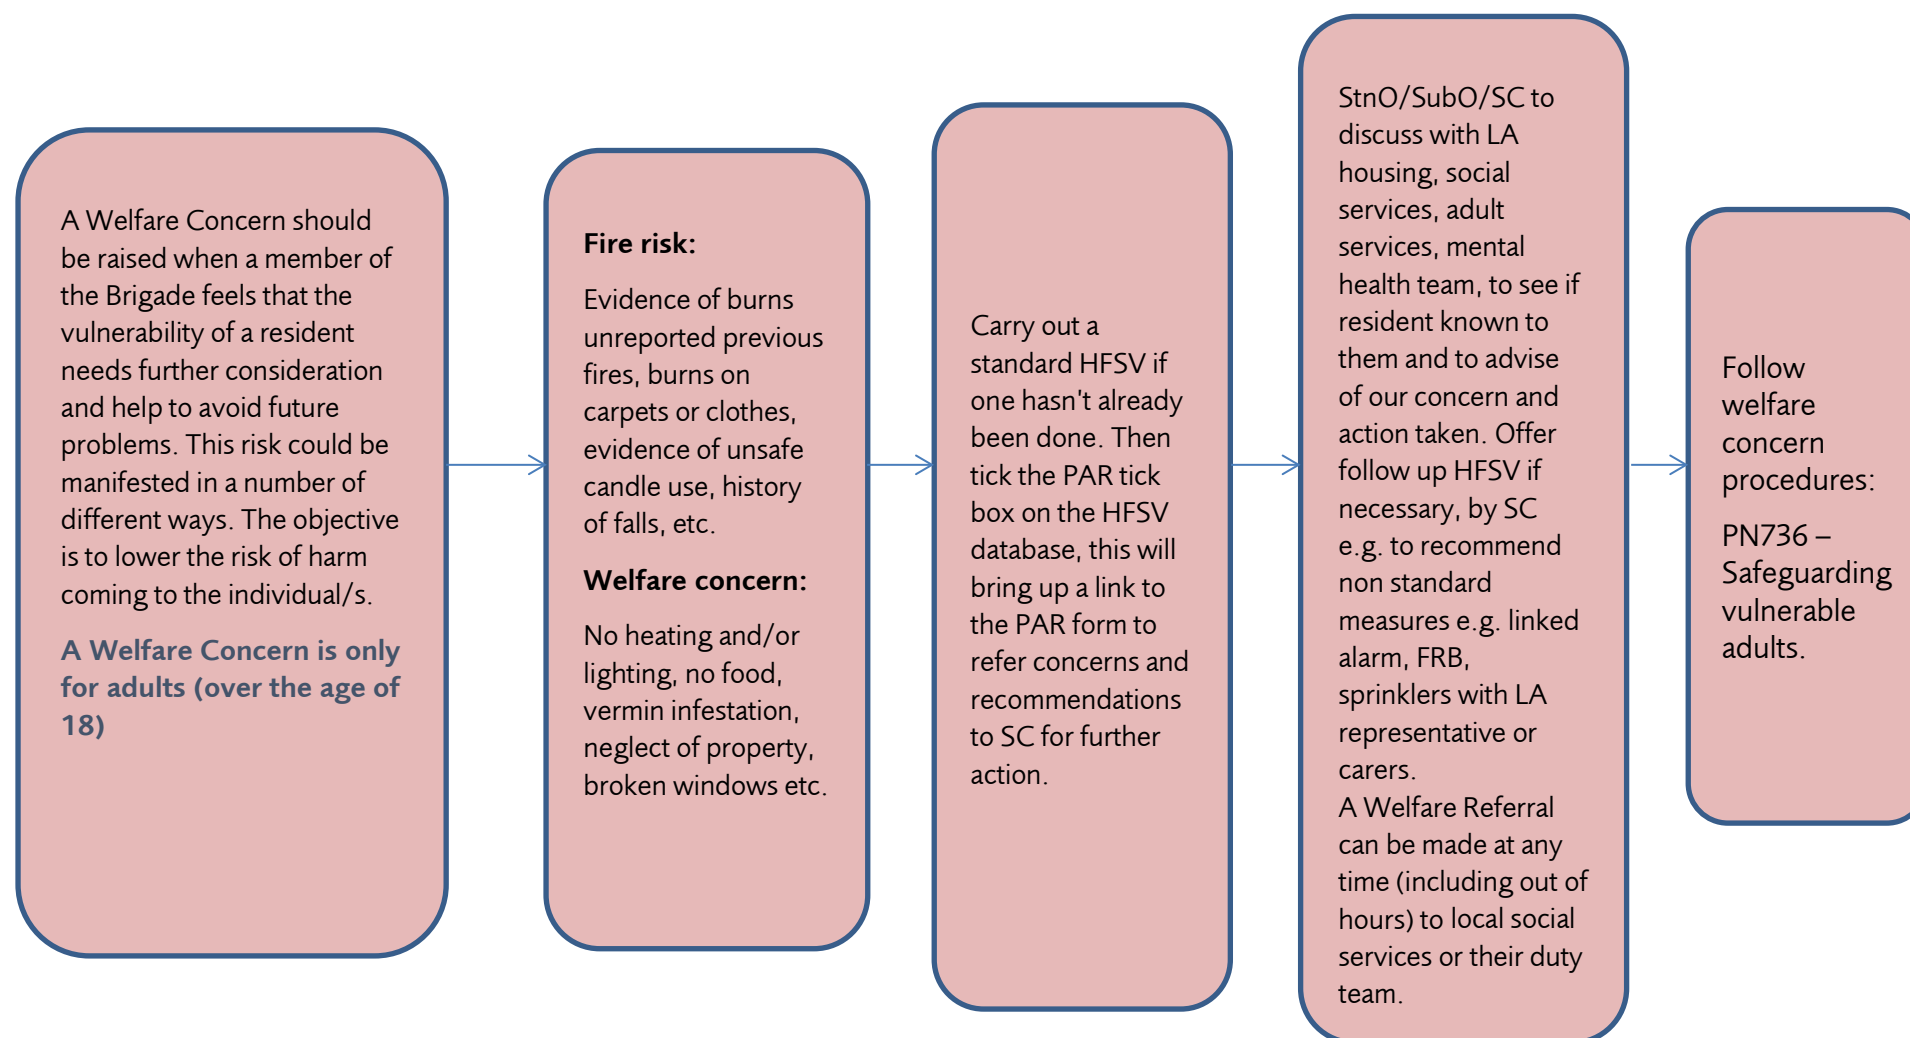 A Welfare Concern should
be raised when a member of
the Brigade feels that the
vulnerability of a resident
needs further consideration
and help to avoid future
problems. This risk could be
manifested in a number of
different ways. The objective
is to lower the risk of harm
coming to the individual/s.
A Welfare Concern is only
for adults (over the age of
18)
Fire risk:
Evidence of burns
unreported previous
fires, burns on
carpets or clothes,
evidence of unsafe
candle use, history
of falls, etc.
Welfare concern:
No heating and/or
lighting, no food,
vermin infestation,
neglect of property,
broken windows etc.
Carry out a
standard HFSV if
one hasn't already
been done. Then
tick the PAR tick
box on the HFSV
database, this will
bring up a link to
the PAR form to
refer concerns and
recommendations
to SC for further
action.
StnO/SubO/SC to
discuss with LA
housing, social
services, adult
services, mental
health team, to see if
resident known to
them and to advise
of our concern and
action taken. Offer
follow up HFSV if
necessary, by SC
e.g. to recommend
non standard
measures e.g. linked
alarm, FRB,
sprinklers with LA
representative or
carers.
A Welfare Referral
can be made at any
time (including out of
hours) to local social
services or their duty
team.
Follow
welfare
concern
procedures:
PN736 –
Safeguarding
vulnerable
adults.